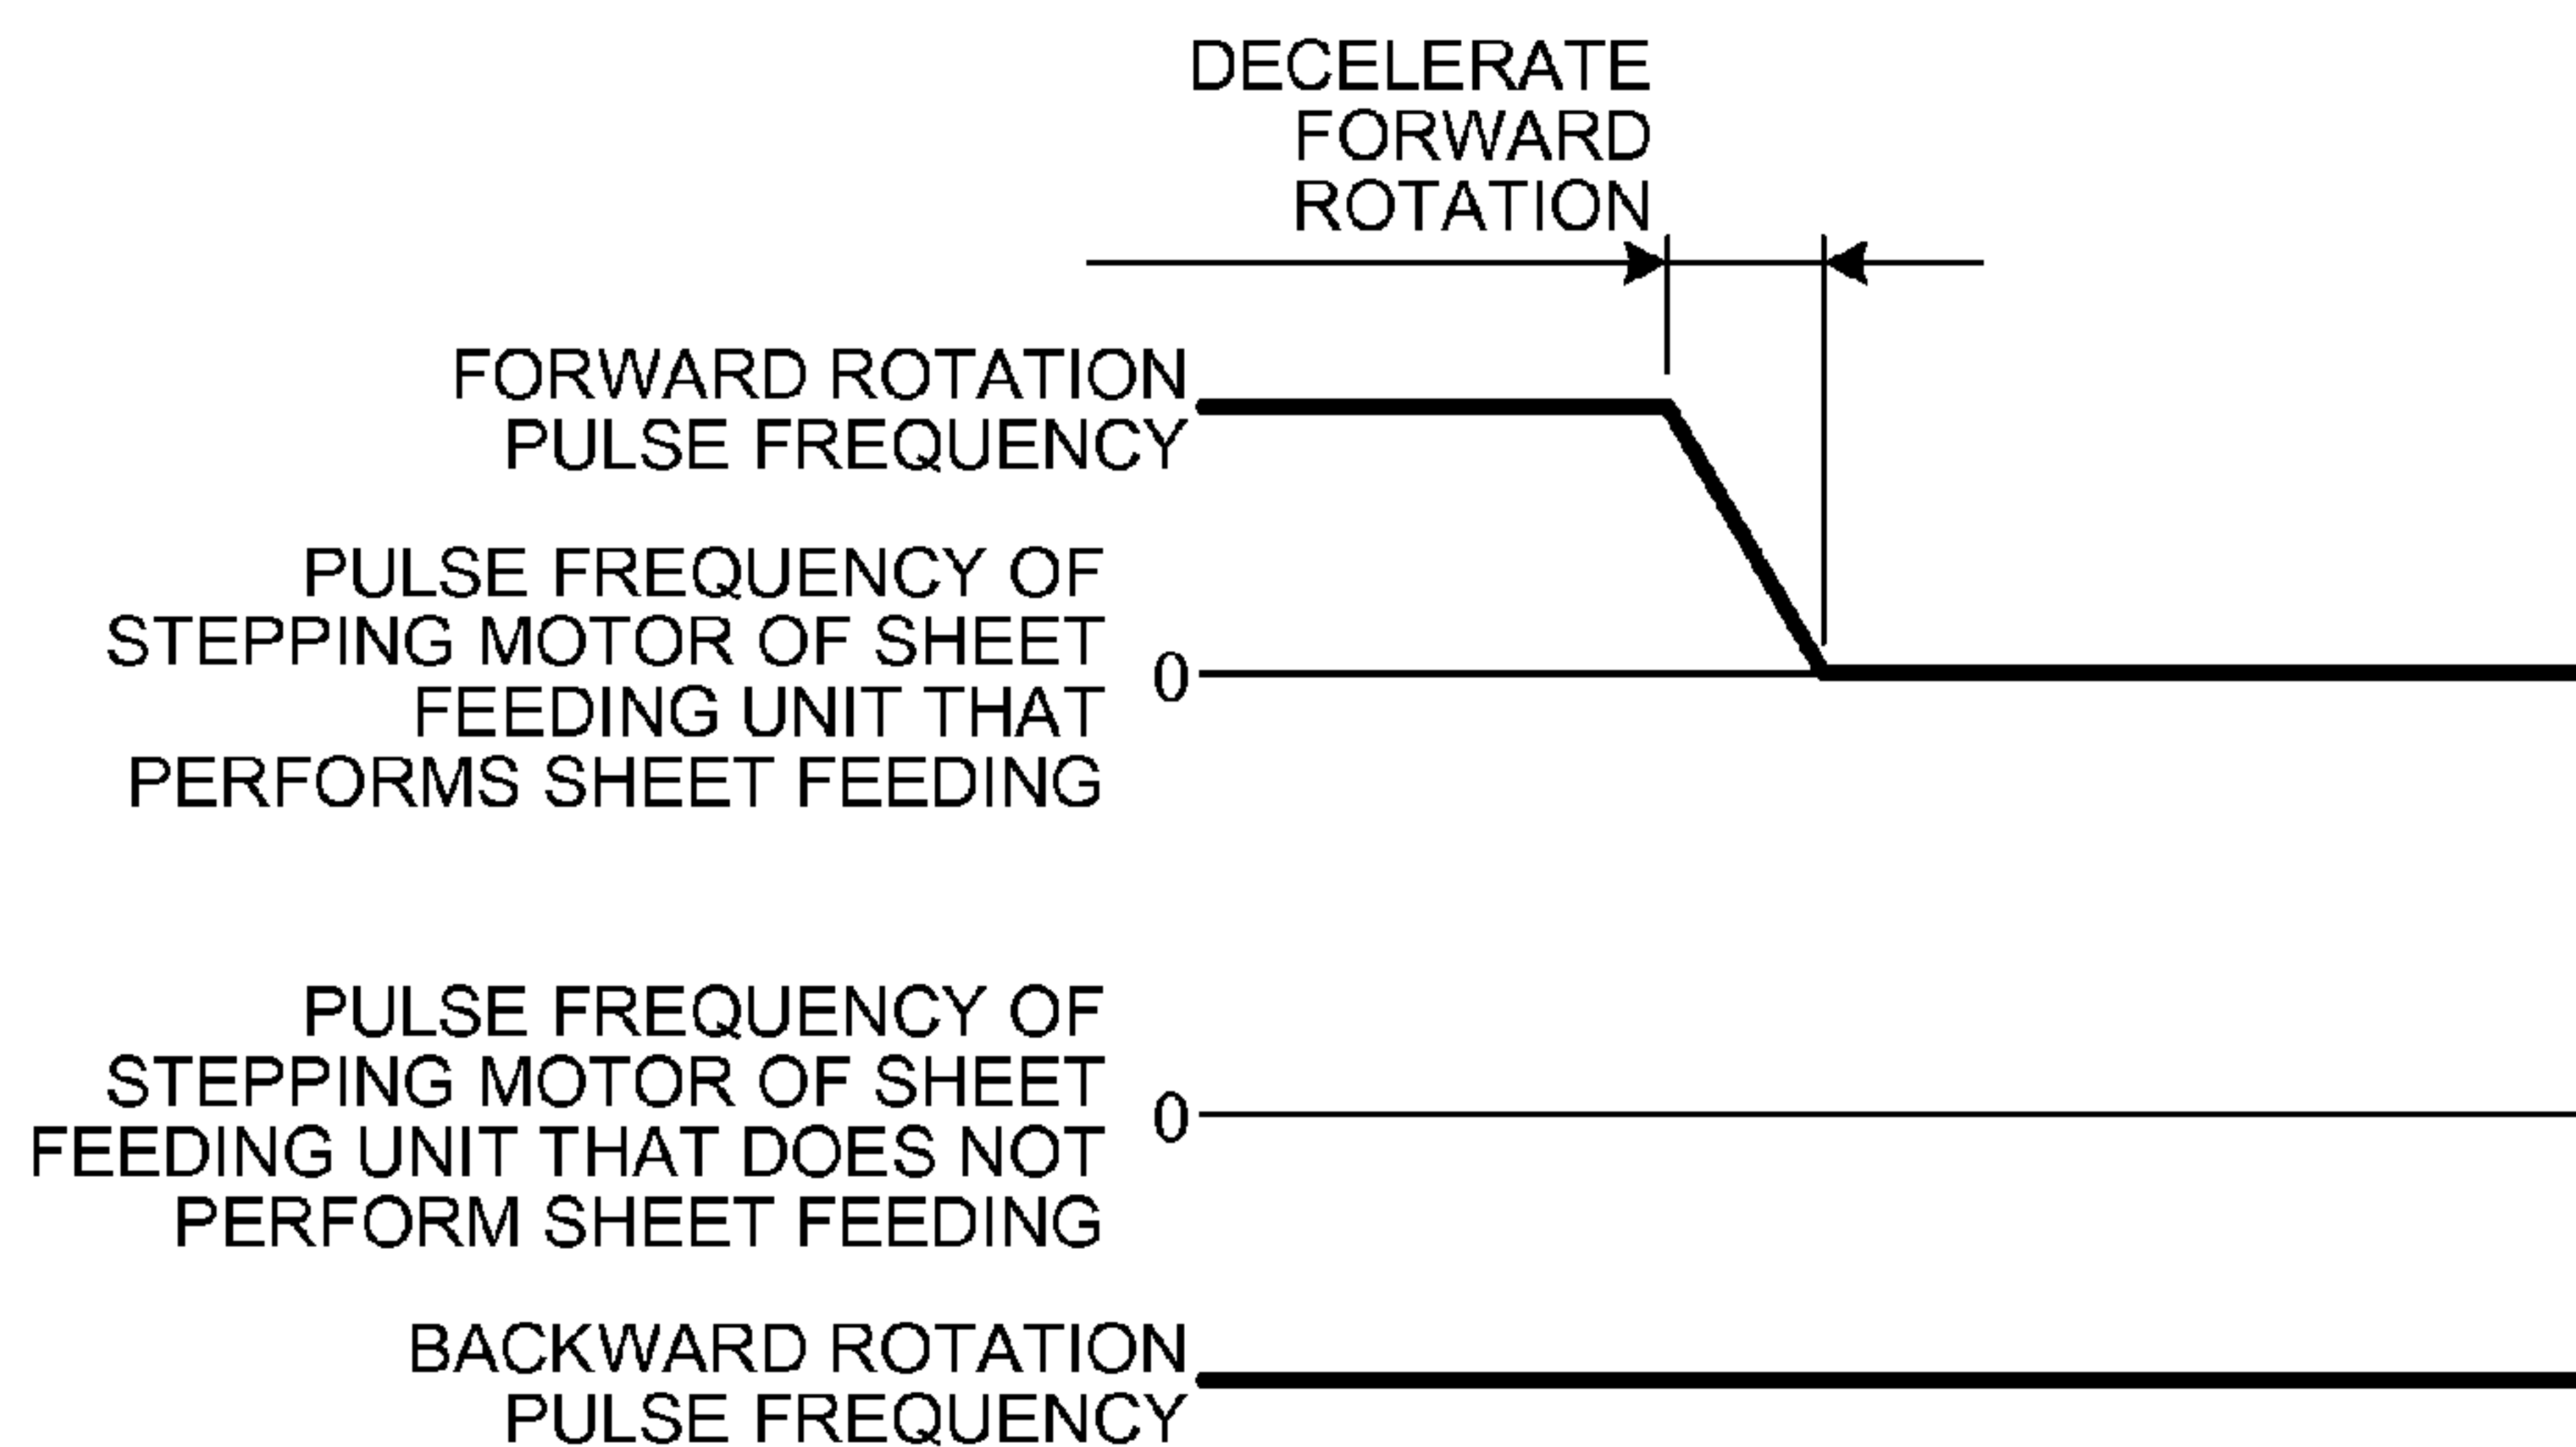 DECELERATE
FORWARD
ROTATION
FORWARD ROTATION
PULSE FREQUENCY
PULSE FREQUENCY OF
STEPPING MOTOR OF SHEET
FEEDING UNIT THAT
PERFORMS SHEET FEEDING
0
PULSE FREQUENCY OF
STEPPING MOTOR OF SHEET
FEEDING UNIT THAT DOES NOT
PERFORM SHEET FEEDING
0
BACKWARD ROTATION
PULSE FREQUENCY